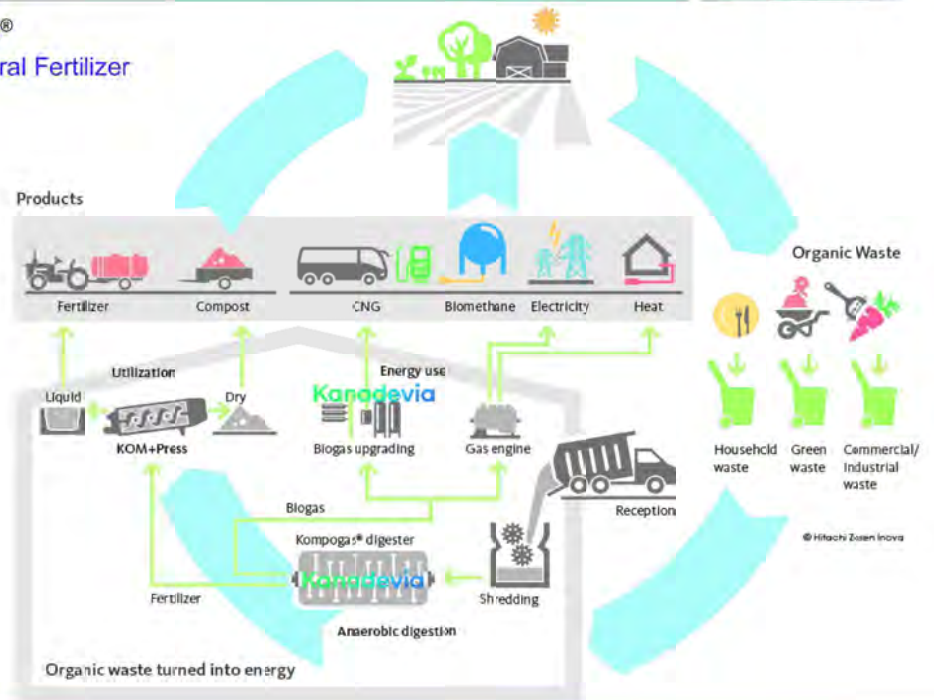 ®
ral Fertilizer
Products
Organic Waste
Fertilizer
Compost
CNG
Biomethane
Electricity
Heat
Utilization
Energy use
Liquid
Dry
Kanadevia
KOM+Press
Biogas upgrading
Gas engine
Household
waste
Green
waste
Commercial/
Industrial
waste
Reception
Biogas
© Hitachi Zosen Inova
Kompogas® digester
Kanadevia
Fertilizer
Shredding
Anaerobic digestion
Organic waste turned into energy